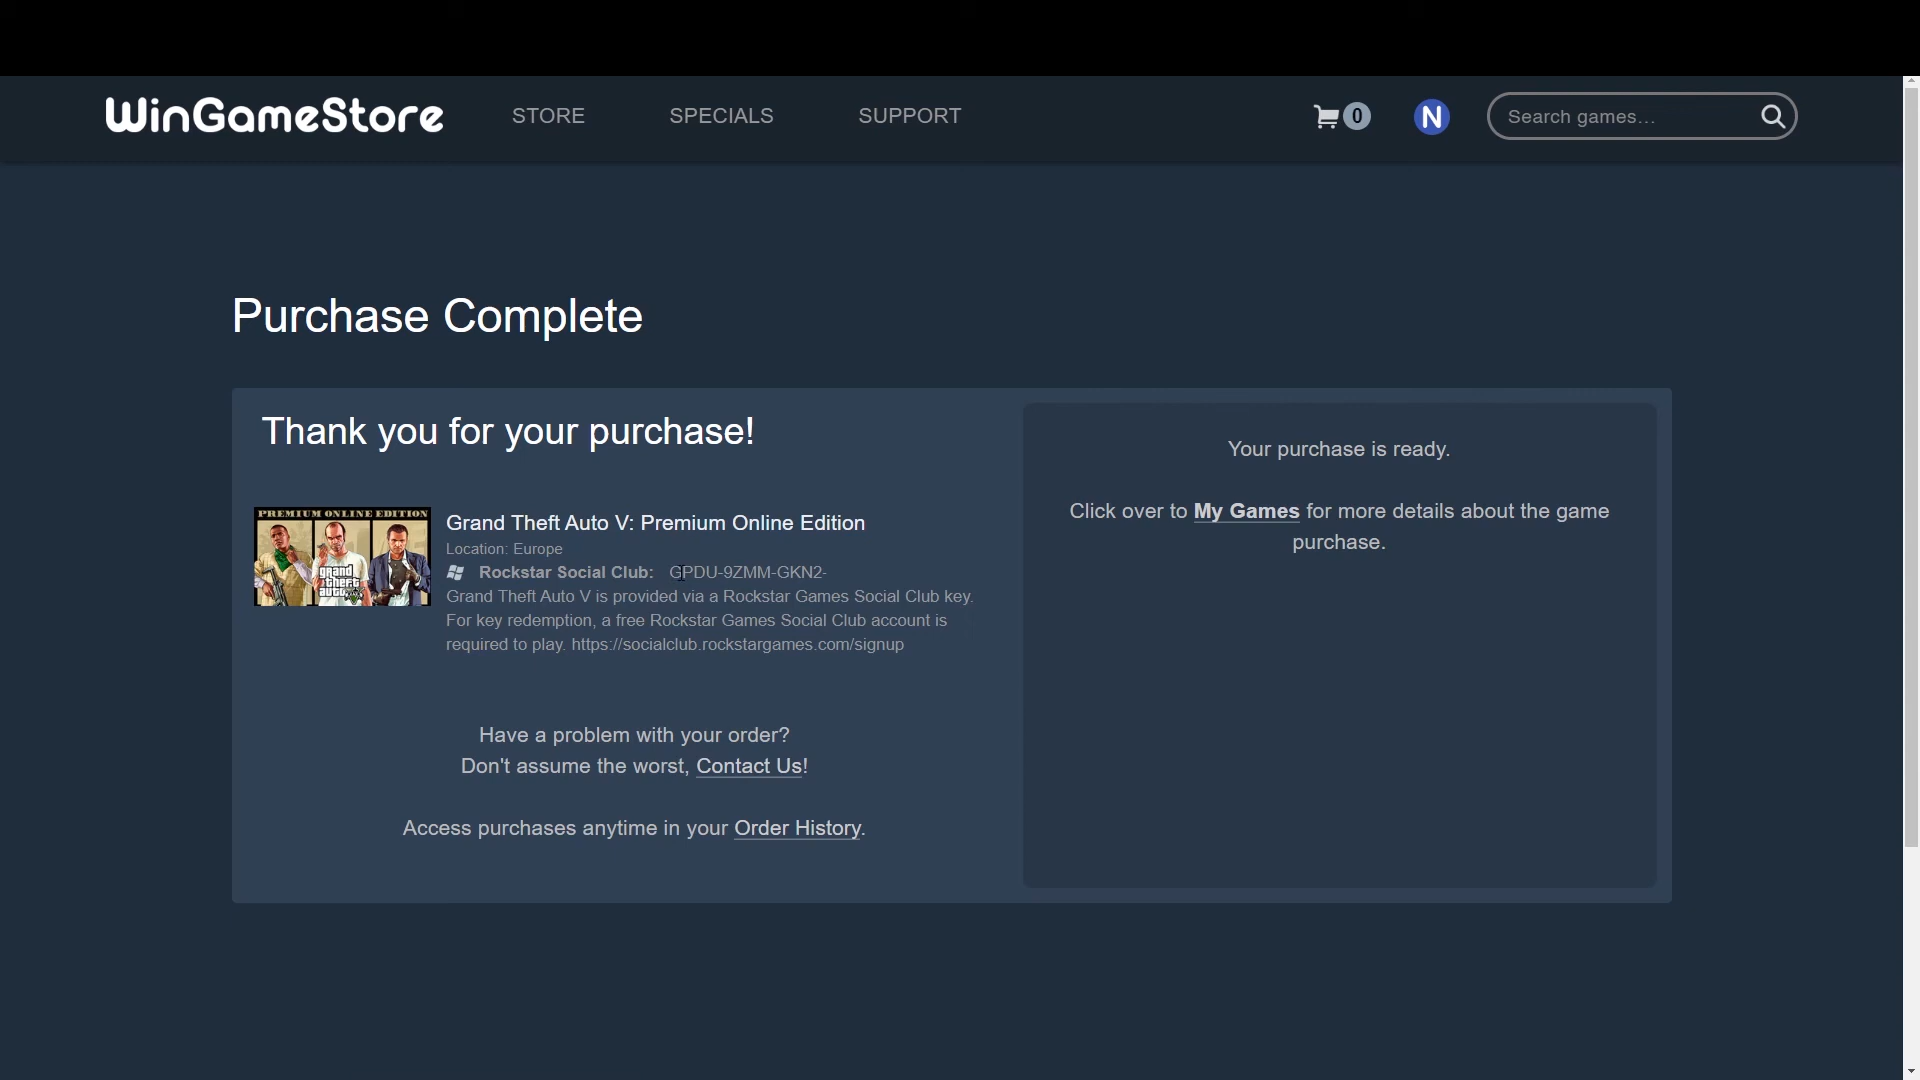 WinGameStore
STORE
SPECIALS
SUPPORT
0
N
Search games...
Purchase Complete
Thank you for your purchase!
PREMIUM ONLINE EDITION
grand
theft
auto
V
Grand Theft Auto V: Premium Online Edition
Location: Europe
Rockstar Social Club: GPDU-9ZMM-GKN2-
Grand Theft Auto V is provided via a Rockstar Games Social Club key.
For key redemption, a free Rockstar Games Social Club account is
required to play. https://socialclub.rockstargames.com/signup
Have a problem with your order?
Don't assume the worst, Contact Us!
Access purchases anytime in your Order History.
Your purchase is ready.
Click over to My Games for more details about the game
purchase.